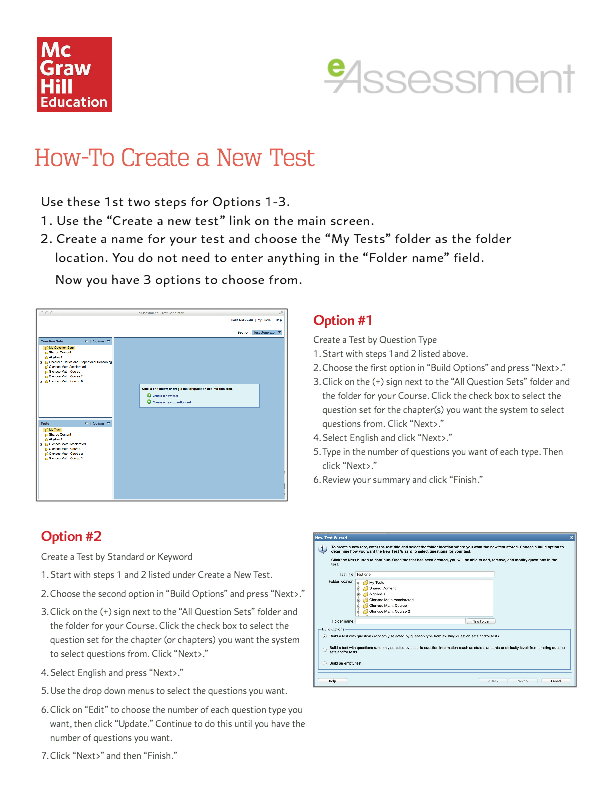 Mc
Graw
Hill
Education
eAssessment
How-To Create a New Test
Use these 1st two steps for Options 1-3.
1. Use the “Create a new test” link on the main screen.
2. Create a name for your test and choose the “My Tests” folder as the folder
location. You do not need to enter anything in the “Folder name” field.
Now you have 3 options to choose from.
Option #1
Create a Test by Question Type
1. Start with steps 1 and 2 listed above.
2. Choose the first option in “Build Options” and press “Next>.”
3. Click on the (+) sign next to the “All Question Sets” folder and
the folder for your Course. Click the check box to select the
question set for the chapter(s) you want the system to select
questions from. Click “Next>.”
4. Select English and click “Next>.”
5. Type in the number of questions you want of each type. Then
click “Next>.”
6. Review your summary and click “Finish.”
Option #2
Create a Test by Standard or Keyword
1. Start with steps 1 and 2 listed under Create a New Test.
2. Choose the second option in “Build Options” and press “Next>.”
3. Click on the (+) sign next to the “All Question Sets” folder and
the folder for your Course. Click the check box to select the
question set for the chapter (or chapters) you want the system
to select questions from. Click “Next>.”
4. Select English and press “Next>.”
5. Use the drop down menus to select the questions you want.
6. Click on “Edit” to choose the number of each question type you
want, then click “Update.” Continue to do this until you have the
number of questions you want.
7. Click “Next>” and then “Finish.”
Folder location
My Tests
Folder name
Build an empty test
Help
Cancel